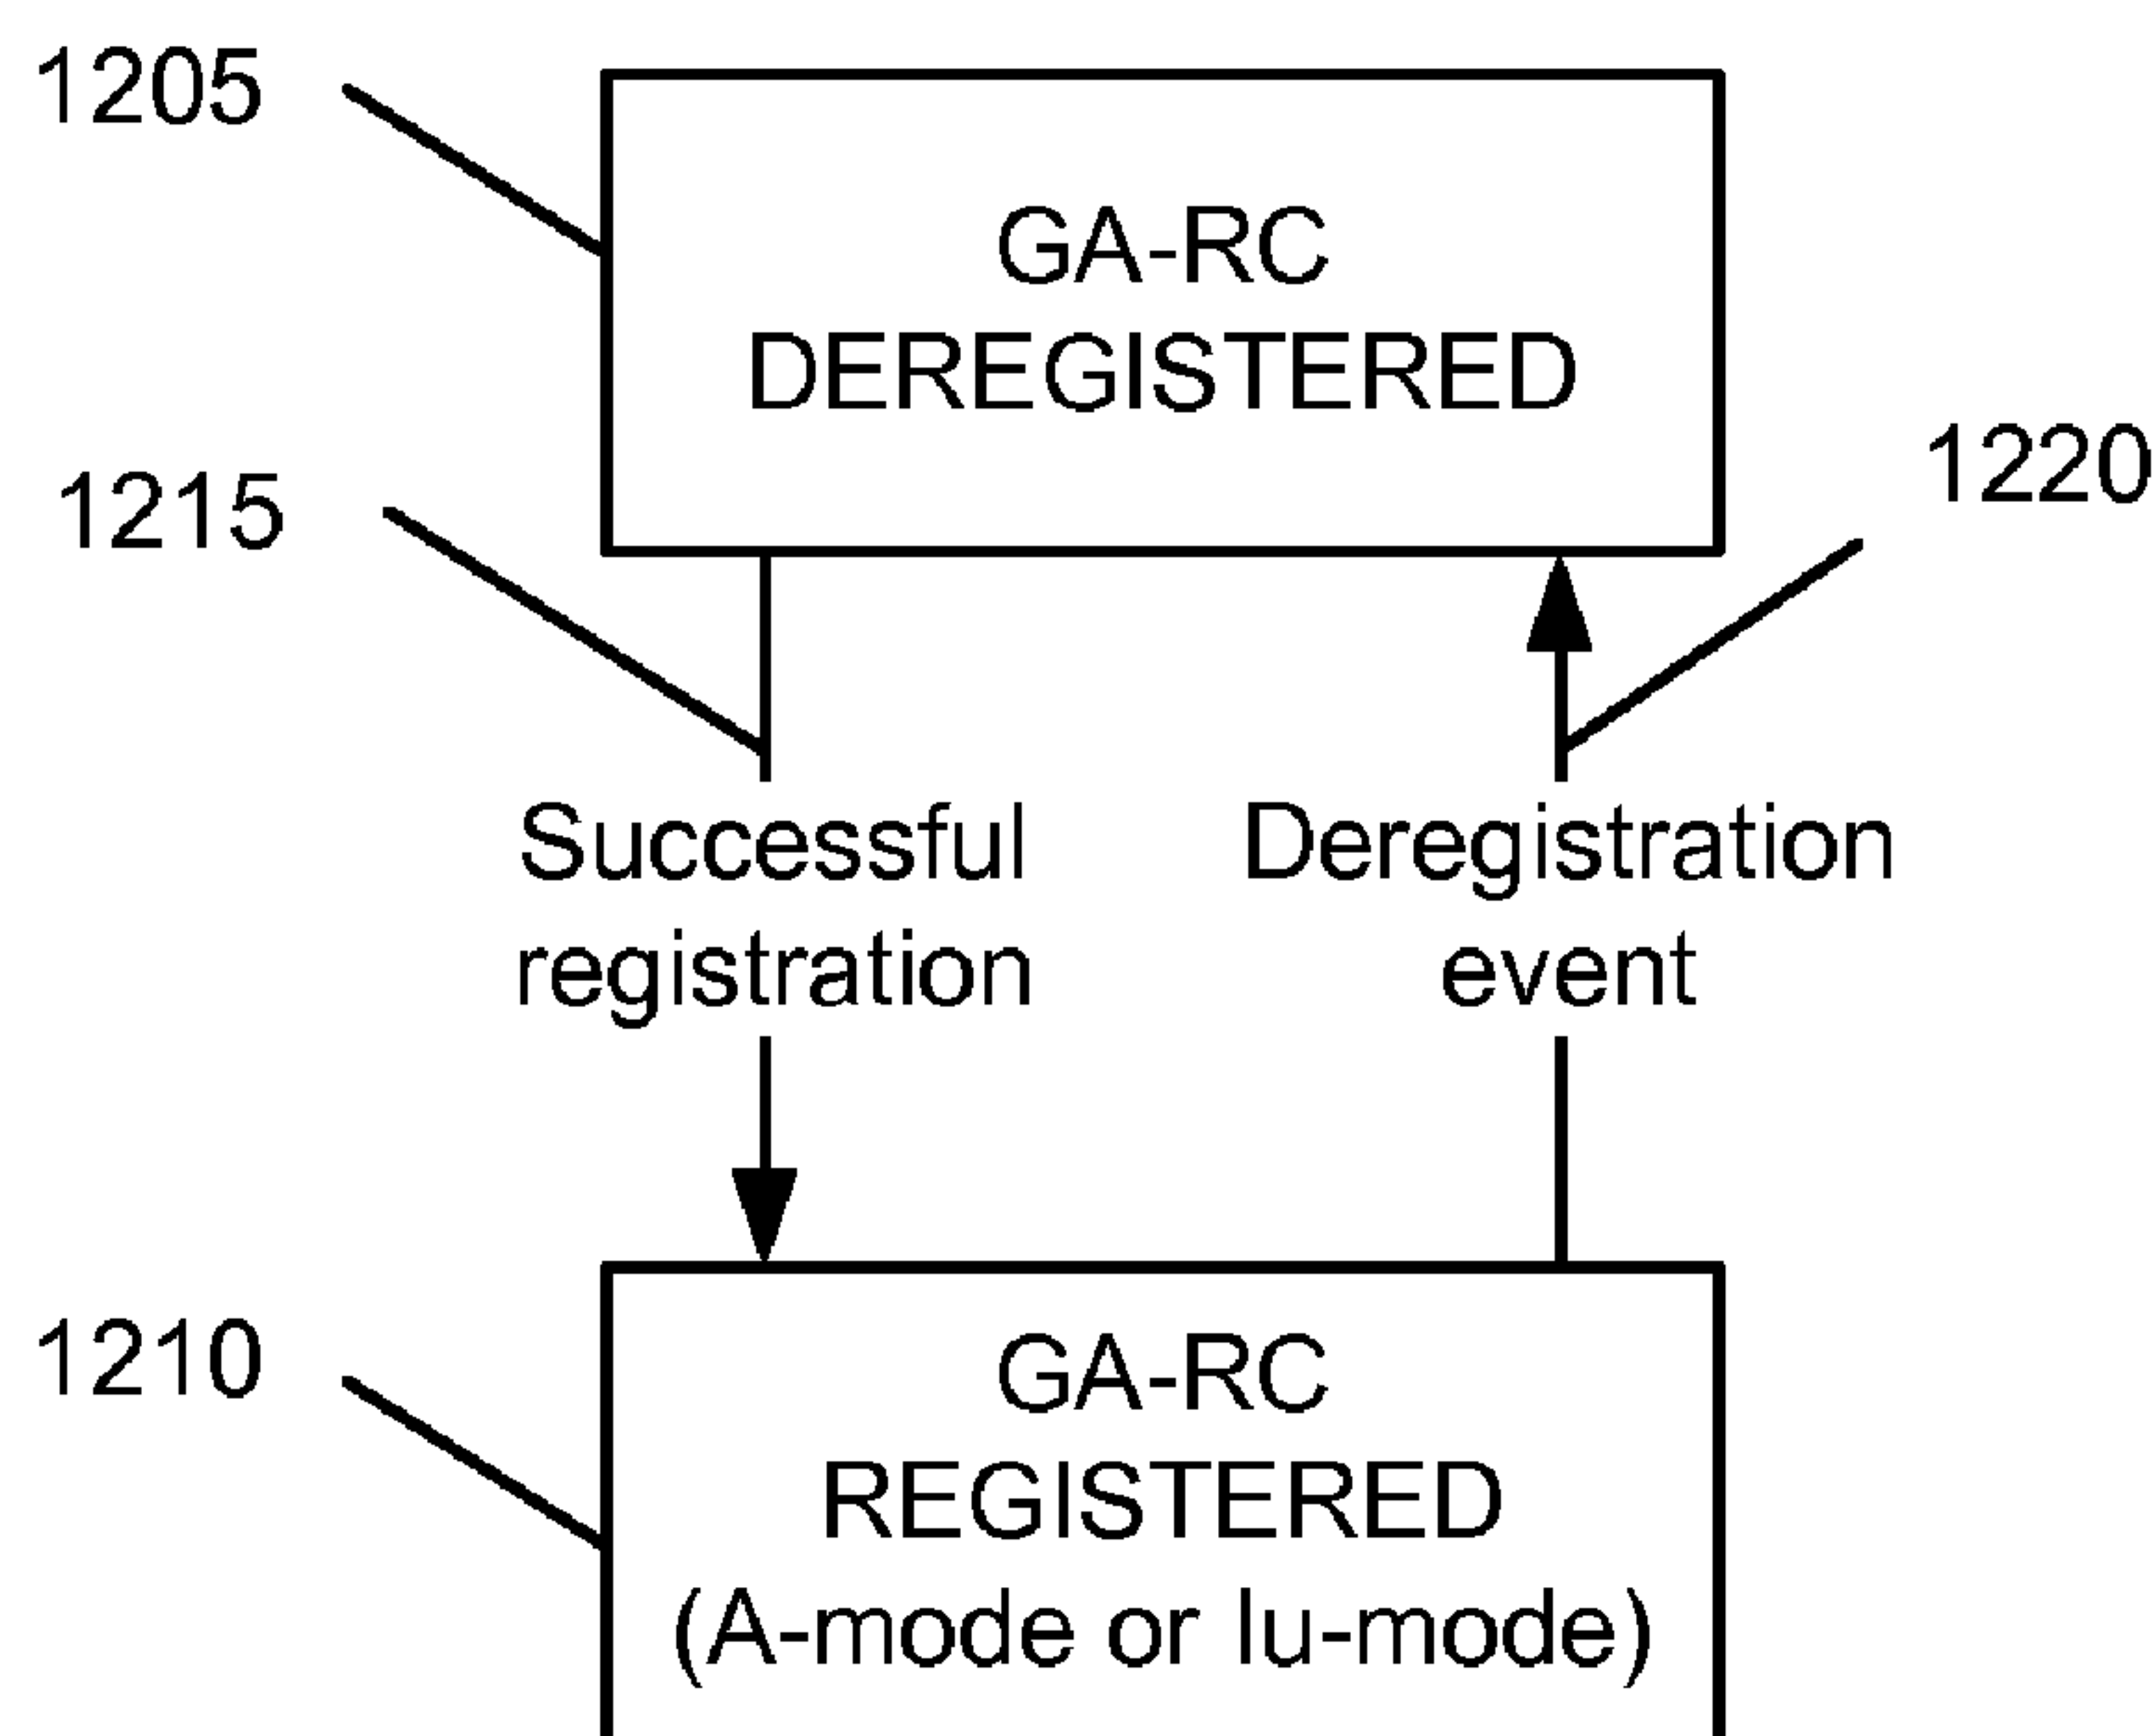 1205
GA-RC
DEREGISTERED
1215
1220
Successful
registration
Deregistration
event
1210
GA-RC
REGISTERED
(A-mode or Iu-mode)